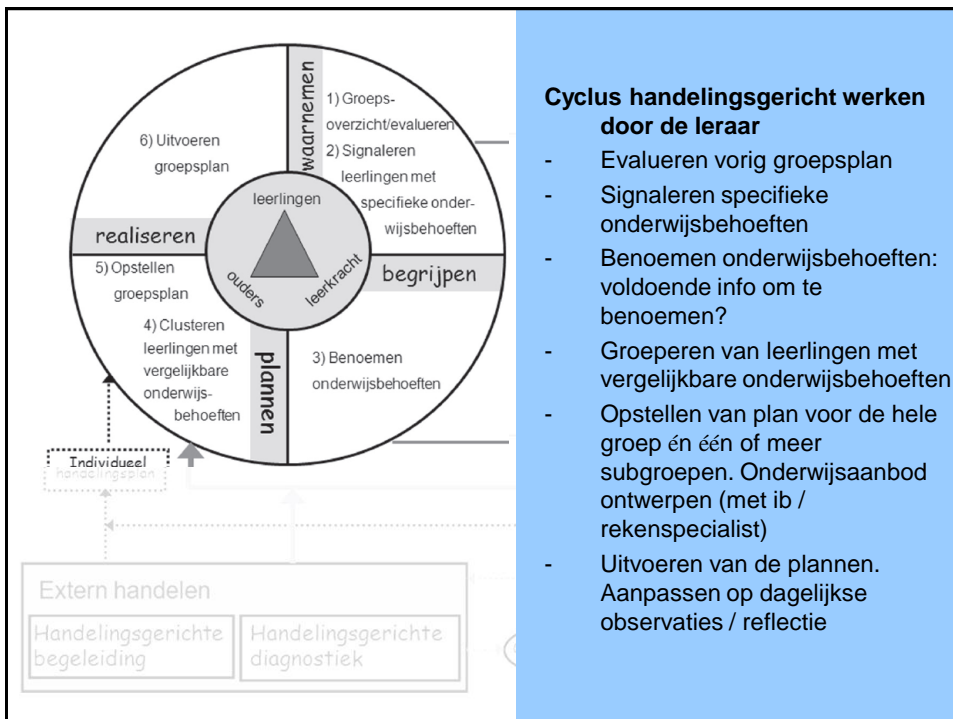 waarnemen
1) Groeps-
overzicht/evalueren
2) Signaleren
leerlingen met
specifieke onder-
wijsbehoeften
begrijpen
3) Benoemen
onderwijsbehoeften
plannen
4) Clusteren
leerlingen met
vergelijkbare
onderwijs-
behoeften
5) Opstellen
groepsplan
realiseren
6) Uitvoeren
groepsplan
leerlingen
ouders
leerkracht
Individueel
handelingsplan
Extern handelen
Handelingsgerichte
begeleiding
Handelingsgerichte
diagnostiek
Cyclus handelingsgericht werken
door de leraar
- Evalueren vorig groepsplan
- Signaleren specifieke
onderwijsbehoeften
- Benoemen onderwijsbehoeften:
voldoende info om te
benoemen?
- Groeperen van leerlingen met
vergelijkbare onderwijsbehoeften
- Opstellen van plan voor de hele
groep én één of meer
subgroepen. Onderwijsaanbod
ontwerpen (met ib /
rekenspecialist)
- Uitvoeren van de plannen.
Aanpassen op dagelijkse
observaties / reflectie